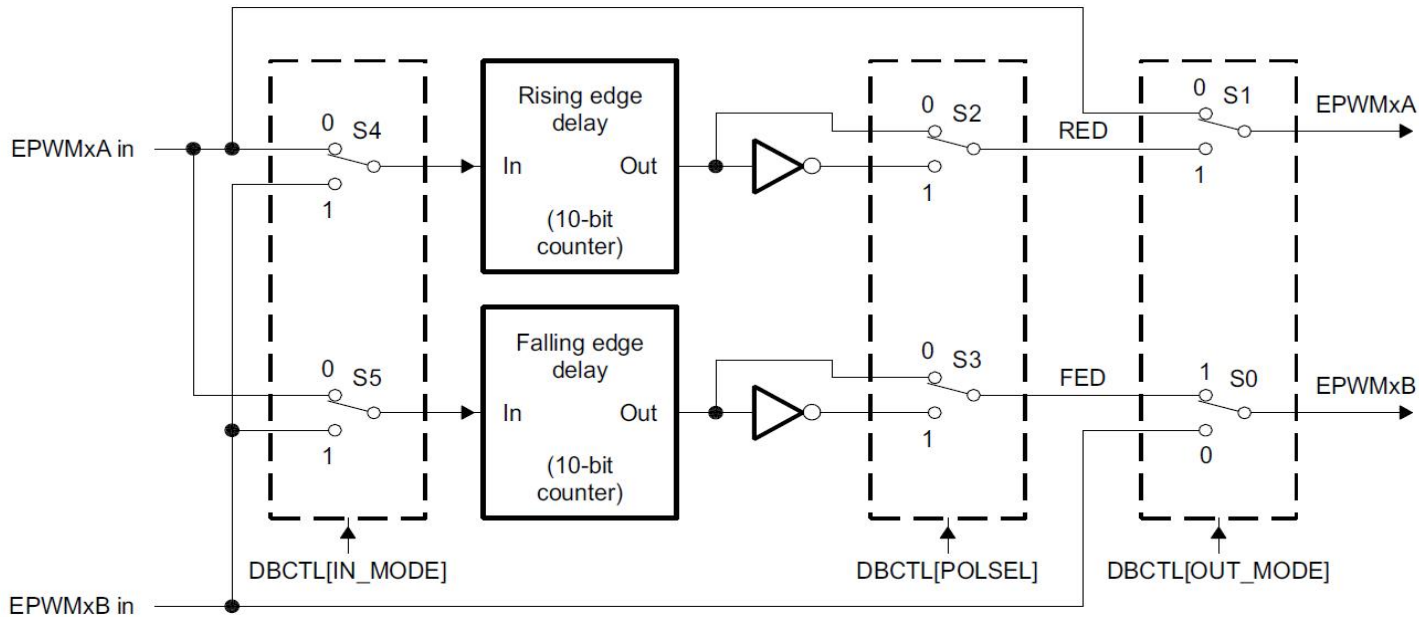 0
S1
EPWMxA
1
RED
0
S2
1
Rising edge
delay
In
Out
(10-bit
counter)
0
S4
1
EPWMxA in
Falling edge
delay
In
Out
(10-bit
counter)
0
S5
1
0
S3
1
FED
1
S0
EPWMxB
0
DBCTL[IN_MODE]
DBCTL[POLSEL]
DBCTL[OUT_MODE]
EPWMxB in